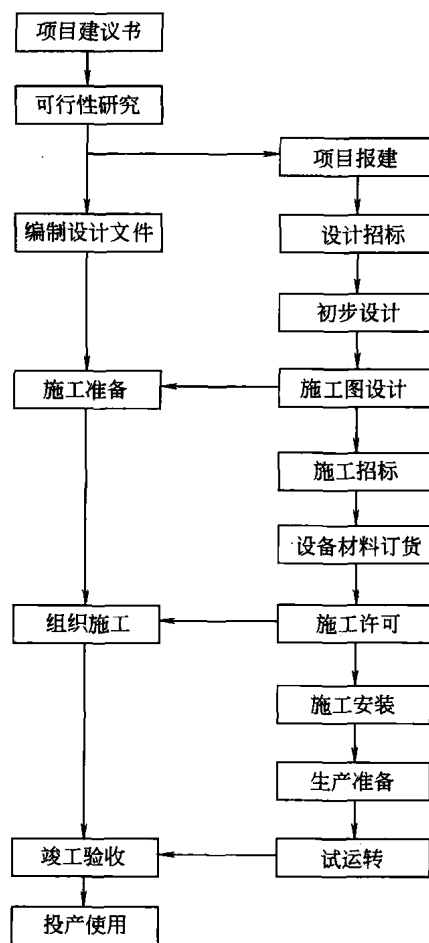 项目建议书
可行性研究
项目报建
编制设计文件
设计招标
初步设计
施工准备
施工图设计
施工招标
设备材料订货
组织施工
施工许可
施工安装
生产准备
竣工验收
试运转
投产使用